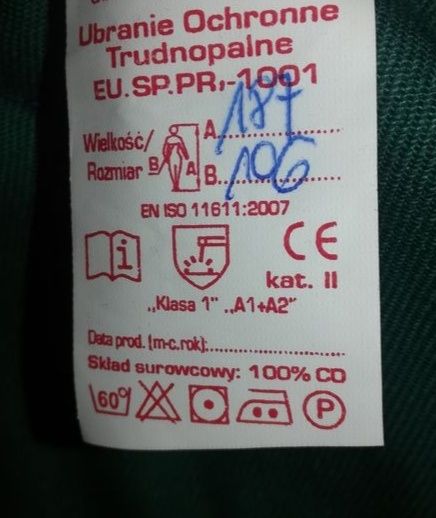 Ubranie Ochronne
Trudnopalne
EU.SP.PR.-1001
Wielkość/ A 187
Rozmiar B A B 106
EN ISO 11611:2007
i
CE
kat. II
„Klasa 1" „A1+A2"
Data prod. (m-c.rok):
Skład surowcowy: 100% CO
60° P